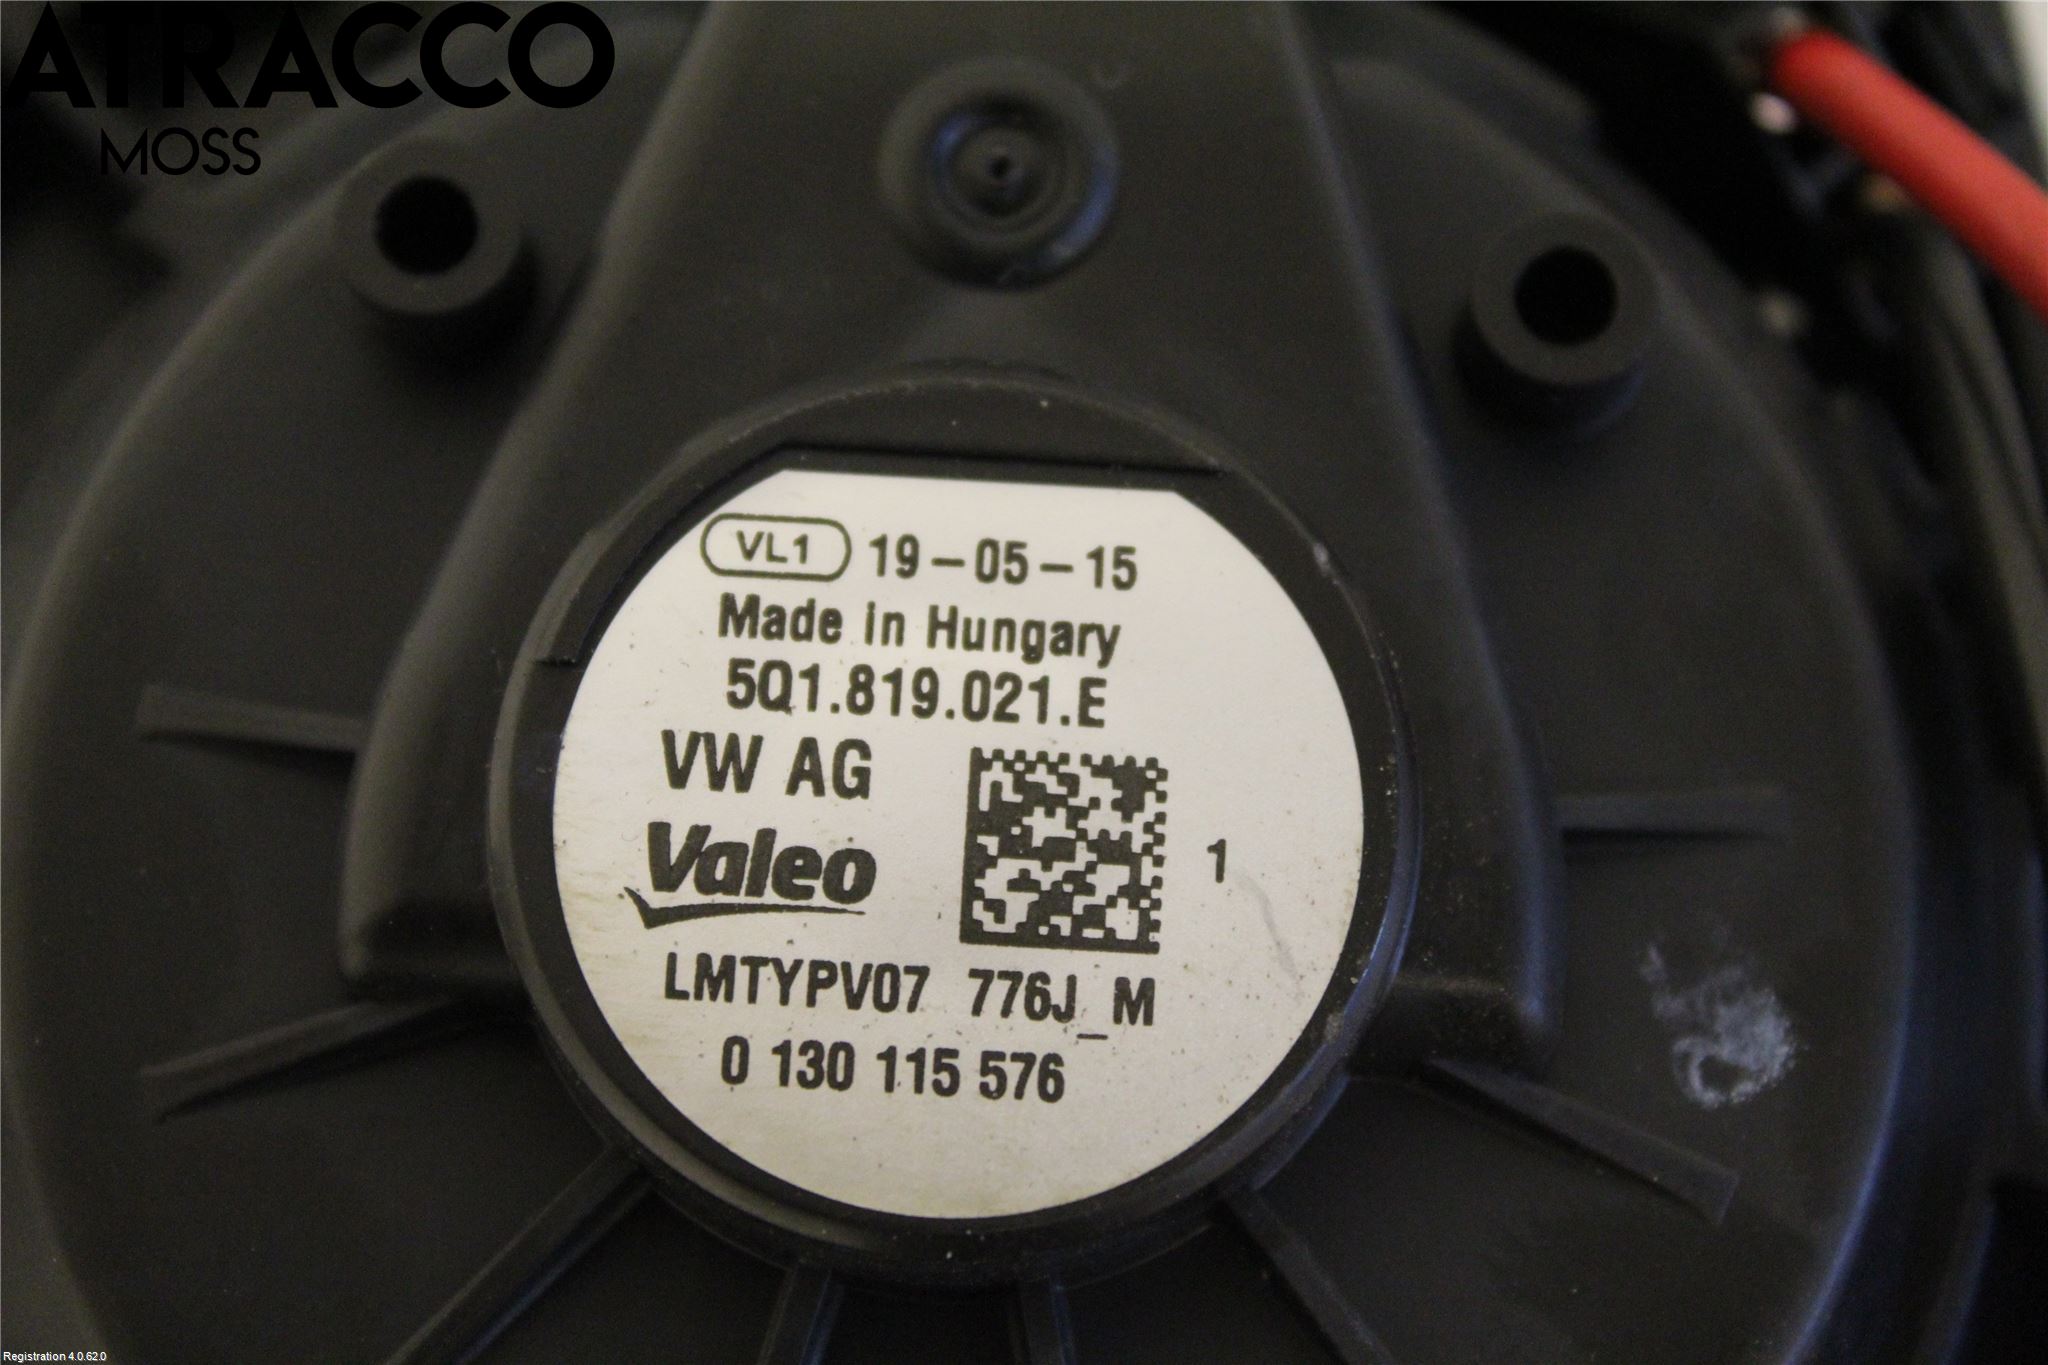 ATRACCO
MOSS
VL1 19-05-15
Made in Hungary
5Q1.819.021.E
VW AG
Valeo
1
LMTYPV07 776J_M
0 130 115 576
Registration 4.0.62.0